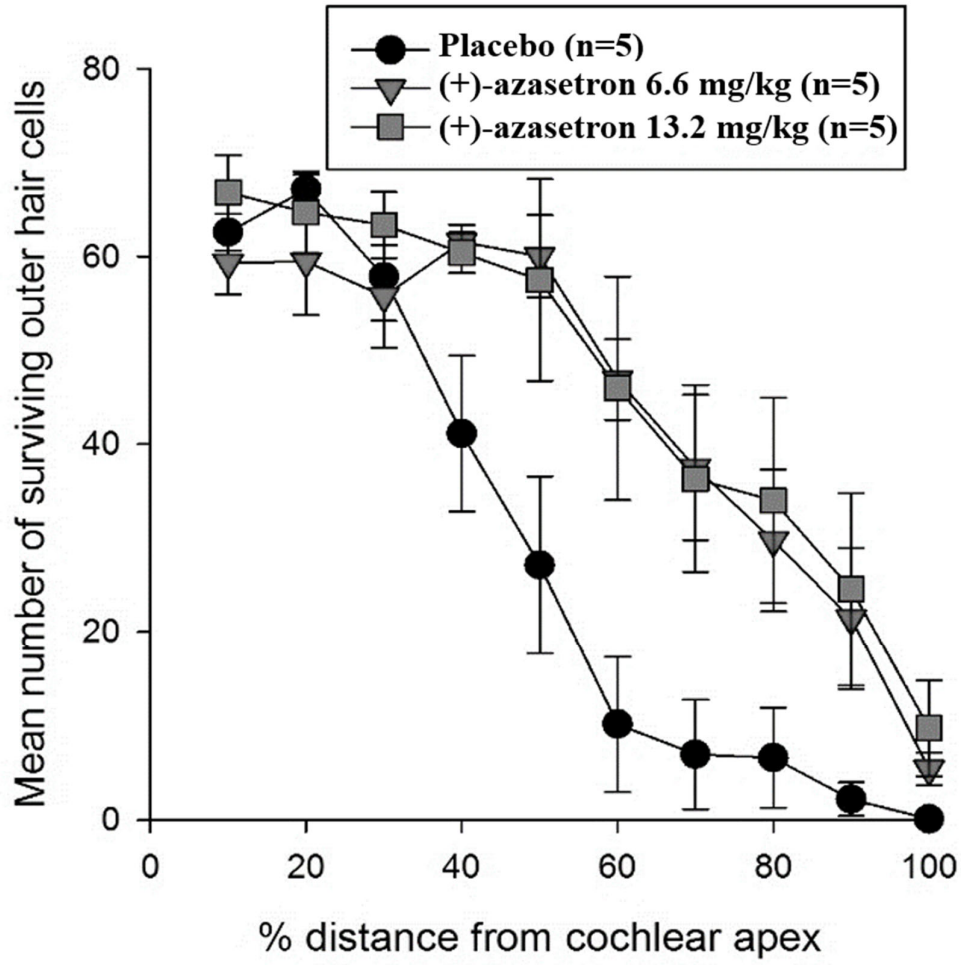 Placebo (n=5)
(+)-azasetron 6.6 mg/kg (n=5)
(+)-azasetron 13.2 mg/kg (n=5)
Mean number of surviving outer hair cells
80
60
40
20
0
0 20 40 60 80 100
% distance from cochlear apex